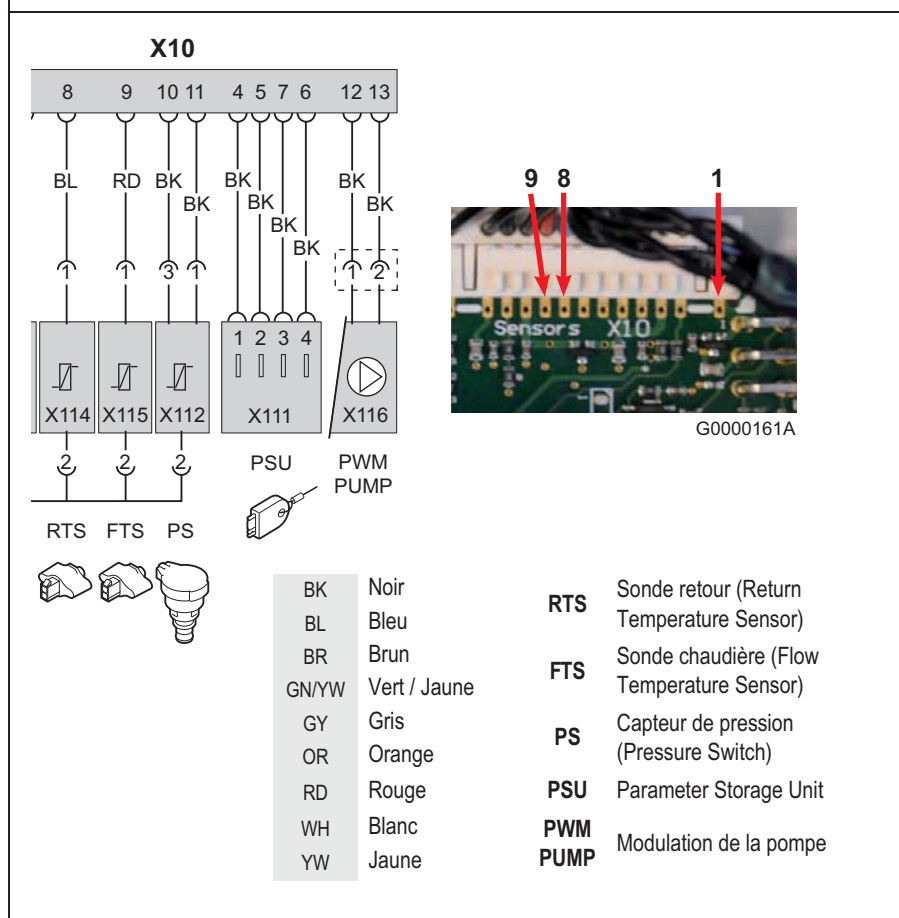 X10
8 9 10 11 4 5 7 6 12 13
BL RD BK BK BK BK BK BK BK BK
1 1 3 1 1 2
1 2 3 4
X114 X115 X112 X111 X116
2 2 2
PSU PWM
PUMP
RTS FTS PS
9 8 1
Sensors X10
1
G0000161A
BK Noir
BL Bleu
BR Brun
GN/YW Vert / Jaune
GY Gris
OR Orange
RD Rouge
WH Blanc
YW Jaune
RTS Sonde retour (Return
Temperature Sensor)
FTS Sonde chaudière (Flow
Temperature Sensor)
PS Capteur de pression
(Pressure Switch)
PSU Parameter Storage Unit
PWM
PUMP Modulation de la pompe